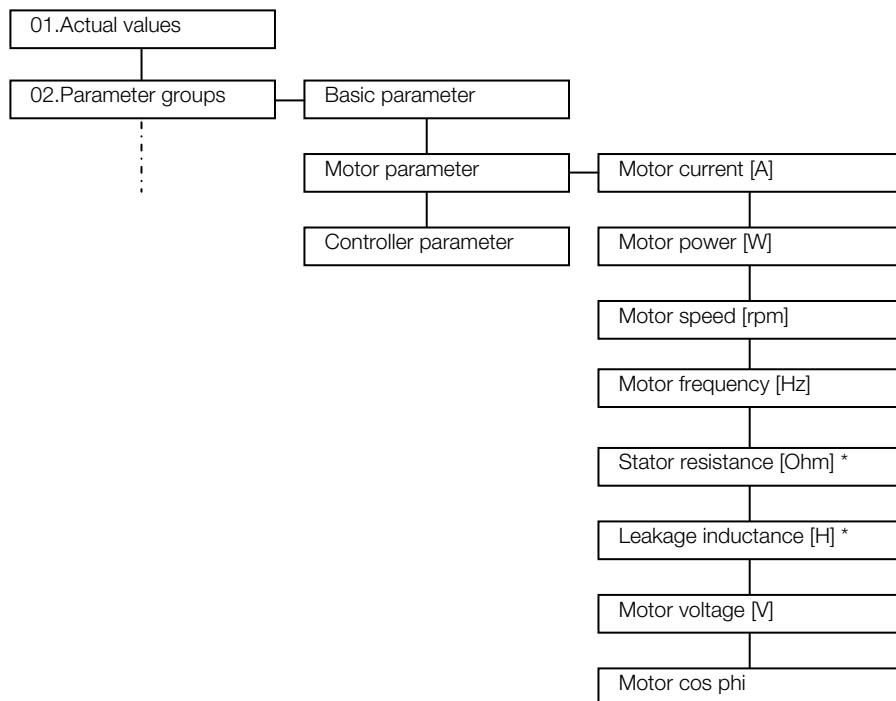 01.Actual values
02.Parameter groups
Basic parameter
Motor parameter
Motor current [A]
Controller parameter
Motor power [W]
Motor speed [rpm]
Motor frequency [Hz]
Stator resistance [Ohm] *
Leakage inductance [H] *
Motor voltage [V]
Motor cos phi